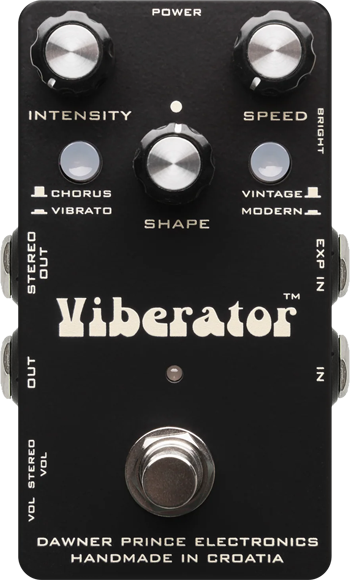 POWER
INTENSITY
SPEED
BRIGHT
CHORUS
VIBRATO
VINTAGE
MODERN
SHAPE
STEREO
OUT
EXP IN
Viberator™
OUT
IN
VOL STEREO
VOL
DAWNER PRINCE ELECTRONICS
HANDMADE IN CROATIA